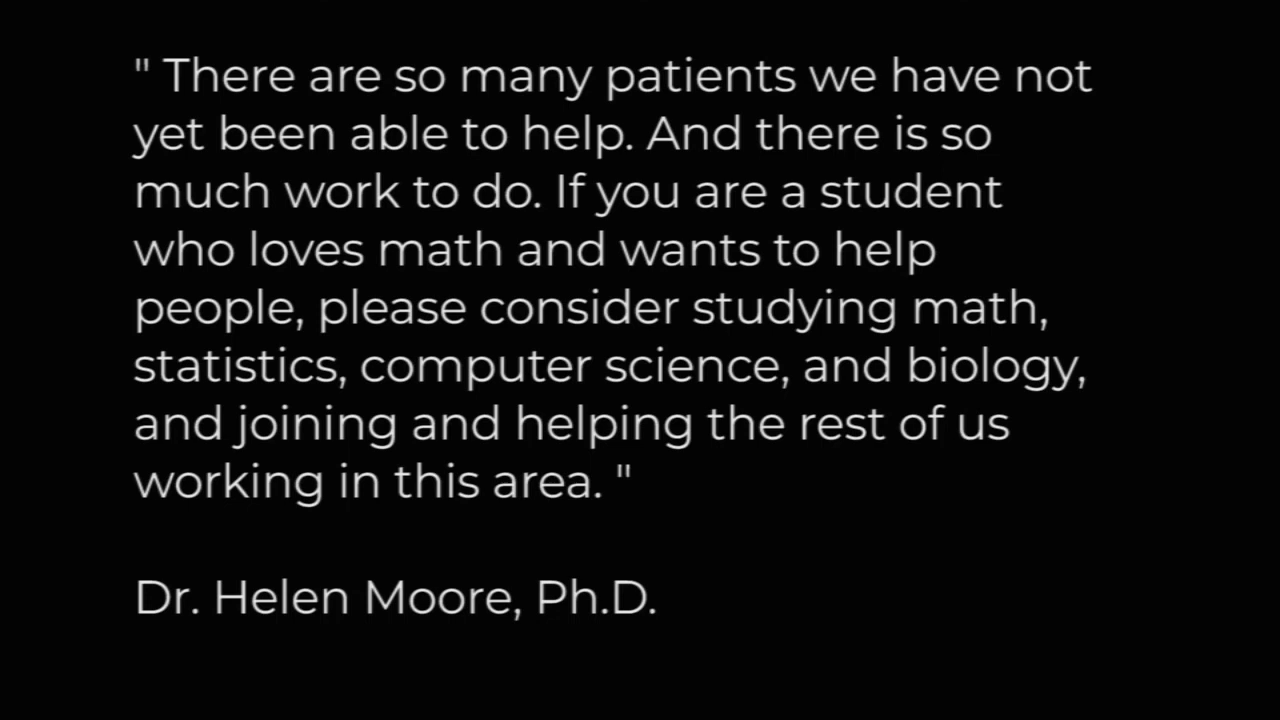 " There are so many patients we have not
yet been able to help. And there is so
much work to do. If you are a student
who loves math and wants to help
people, please consider studying math,
statistics, computer science, and biology,
and joining and helping the rest of us
working in this area. "
Dr. Helen Moore, Ph.D.